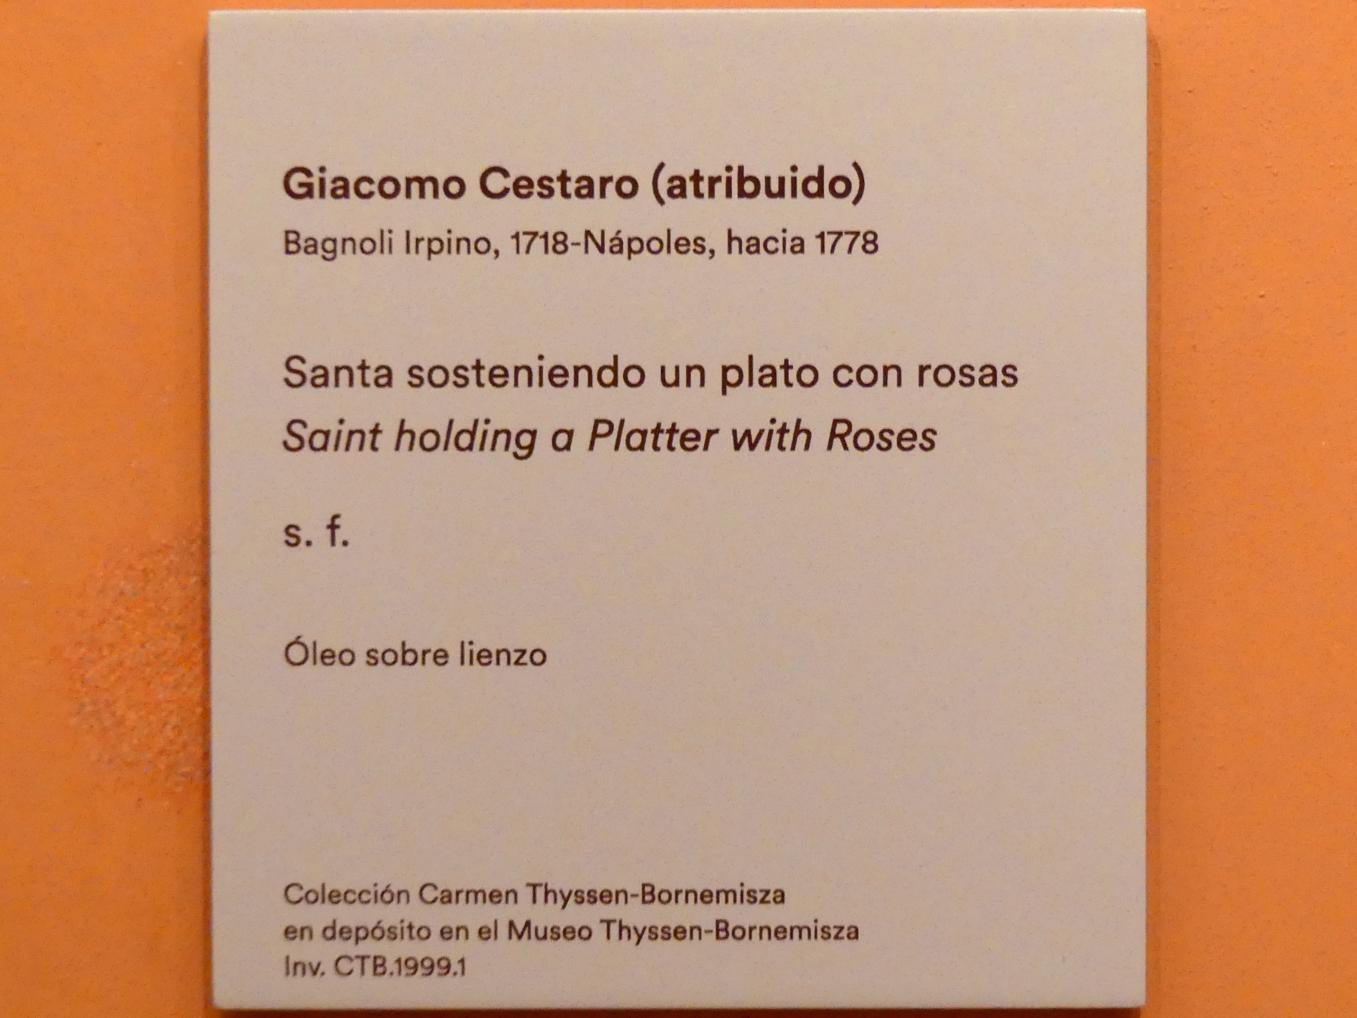 Giacomo Cestaro (atribuido)
Bagnoli Irpino, 1718-Nápoles, hacia 1778
Santa sosteniendo un plato con rosas
Saint holding a Platter with Roses
s. f.
Óleo sobre lienzo
Colección Carmen Thyssen-Bornemisza
en depósito en el Museo Thyssen-Bornemisza
Inv. CTB.1999.1